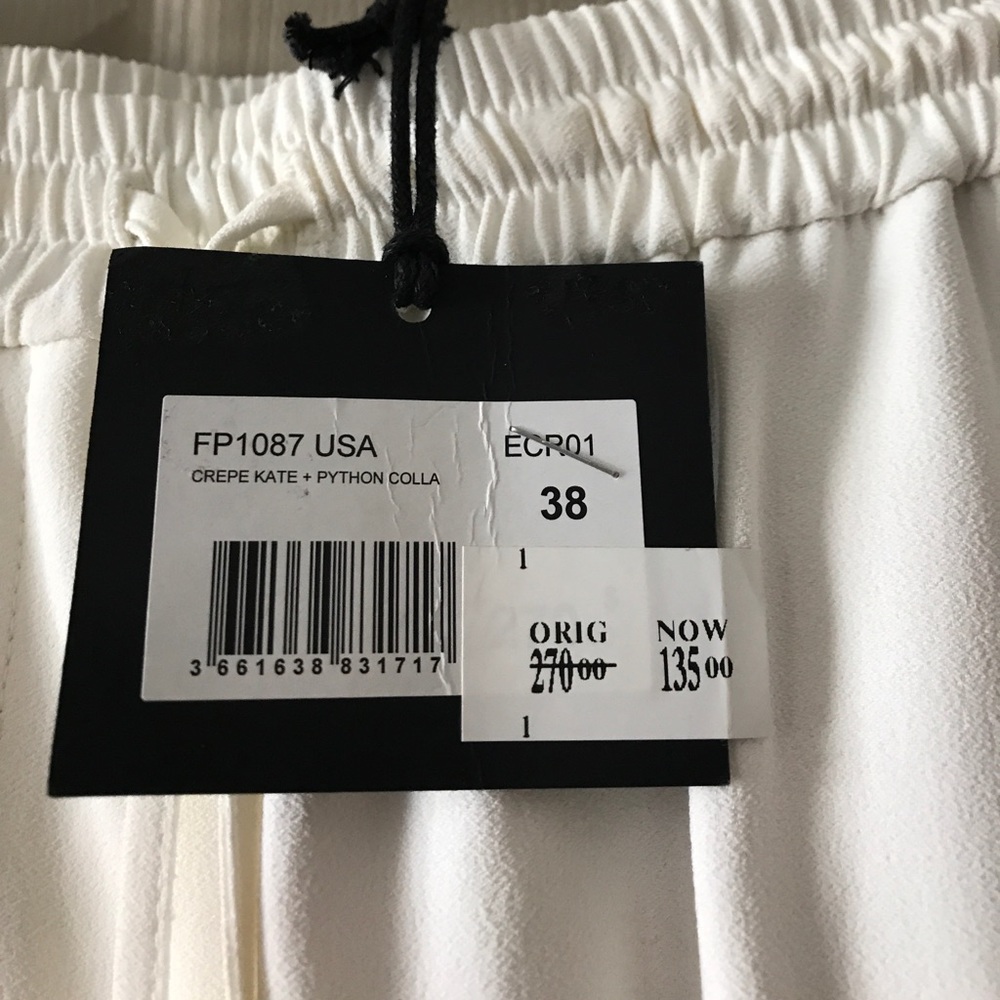 FP1087 USA ECR01
CREPE KATE + PYTHON COLLA
38
3 661638 831717
1
ORIG NOW
270 00 135 00
1